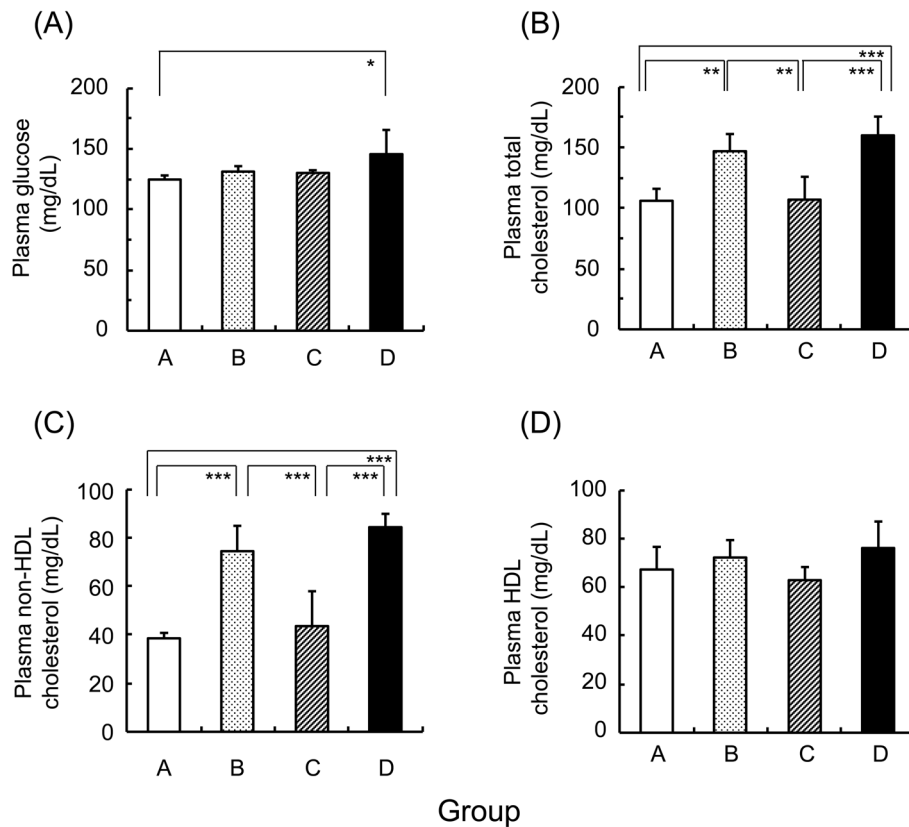 (A)
*
200
150
100
50
0
Plasma glucose
(mg/dL)
A B C D
(B)
***
** ** ***
200
150
100
50
0
Plasma total
cholesterol (mg/dL)
A B C D
(C)
***
*** *** ***
100
80
60
40
20
0
Plasma non-HDL
cholesterol (mg/dL)
A B C D
(D)
100
80
60
40
20
0
Plasma HDL
cholesterol (mg/dL)
A B C D
Group